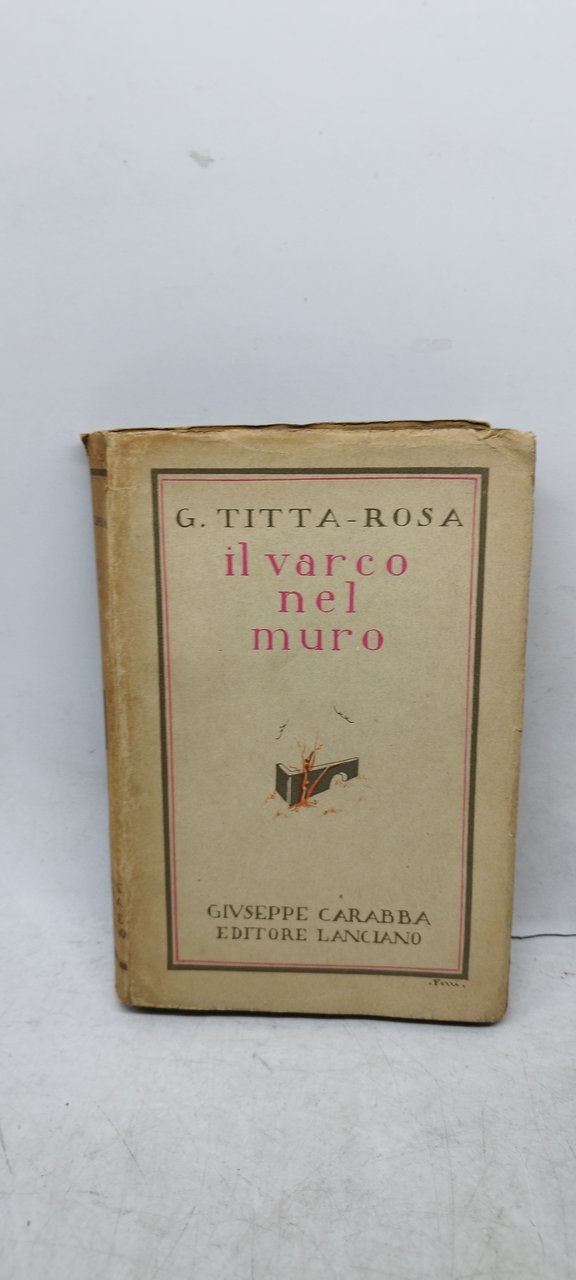 G. TITTA-ROSA
il varco
nel
muro
GIVSEPPE CARABBA
EDITORE LANCIANO